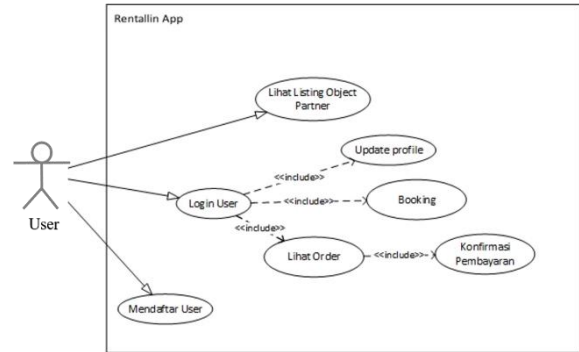 Rentallin App
Lihat Listing Object
Partner
Update profile
<<include>>
User
Login User
<<include>>
Booking
<<include>>
Lihat Order
<<include>>
Konfirmasi
Pembayaran
Mendaftar User